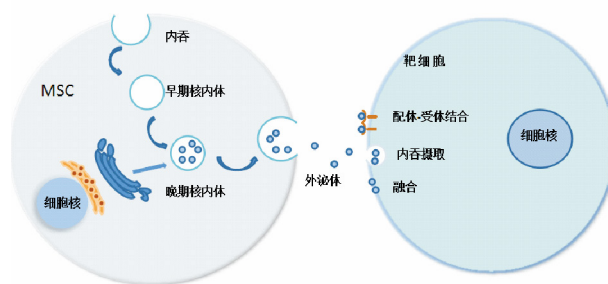 内吞
MSC
早期核内体
晚期核内体
细胞核
外泌体
靶细胞
配体-受体结合
内吞摄取
融合
细胞核